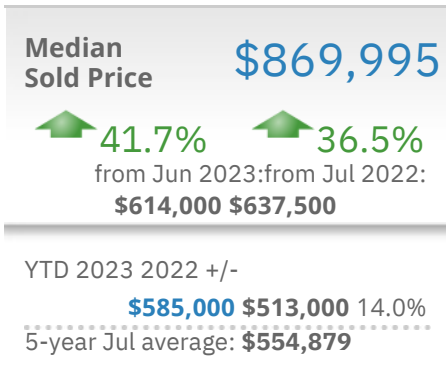 Median
Sold Price
$869,995
41.7% 36.5%
from Jun 2023:from Jul 2022:
$614,000 $637,500
YTD 2023 2022 +/-
$585,000 $513,000 14.0%
5-year Jul average: $554,879